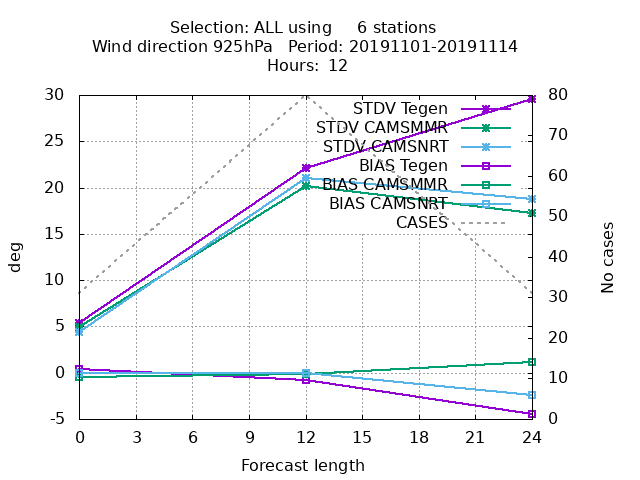 Selection: ALL using     6 stations
Wind direction 925hPa   Period: 20191101-20191114
Hours: 12
30
25
20
15
10
5
0
-5
deg
80
70
60
50
40
30
20
10
0
No cases
STDV Tegen
STDV CAMSMMR
STDV CAMSNRT
BIAS Tegen
BIAS CAMSMMR
BIAS CAMSNRT
CASES
0 3 6 9 12 15 18 21 24
Forecast length